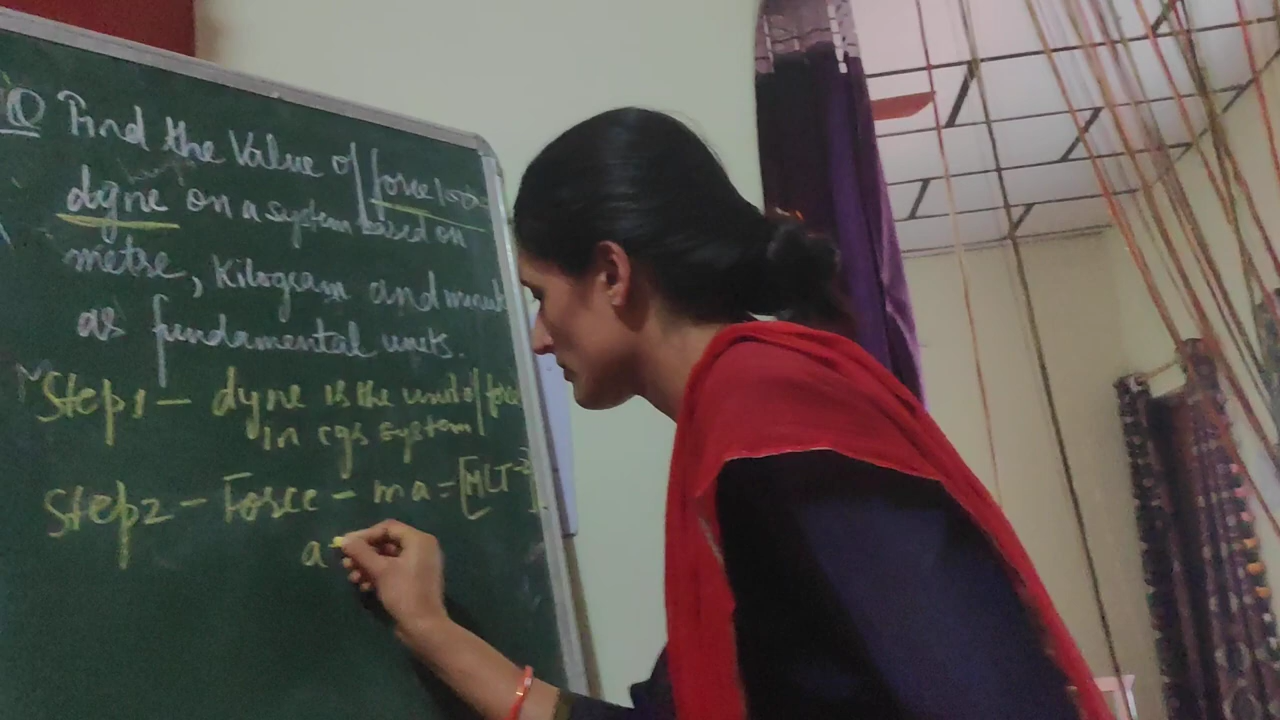 Q Find the Value of force 100
dyne on a system based on
metre, Kilogram and minut
as fundamental units.
Step 1 – dyne is the unit of force
in cgs system
Step 2 – Force – ma = [MLT-2]
a